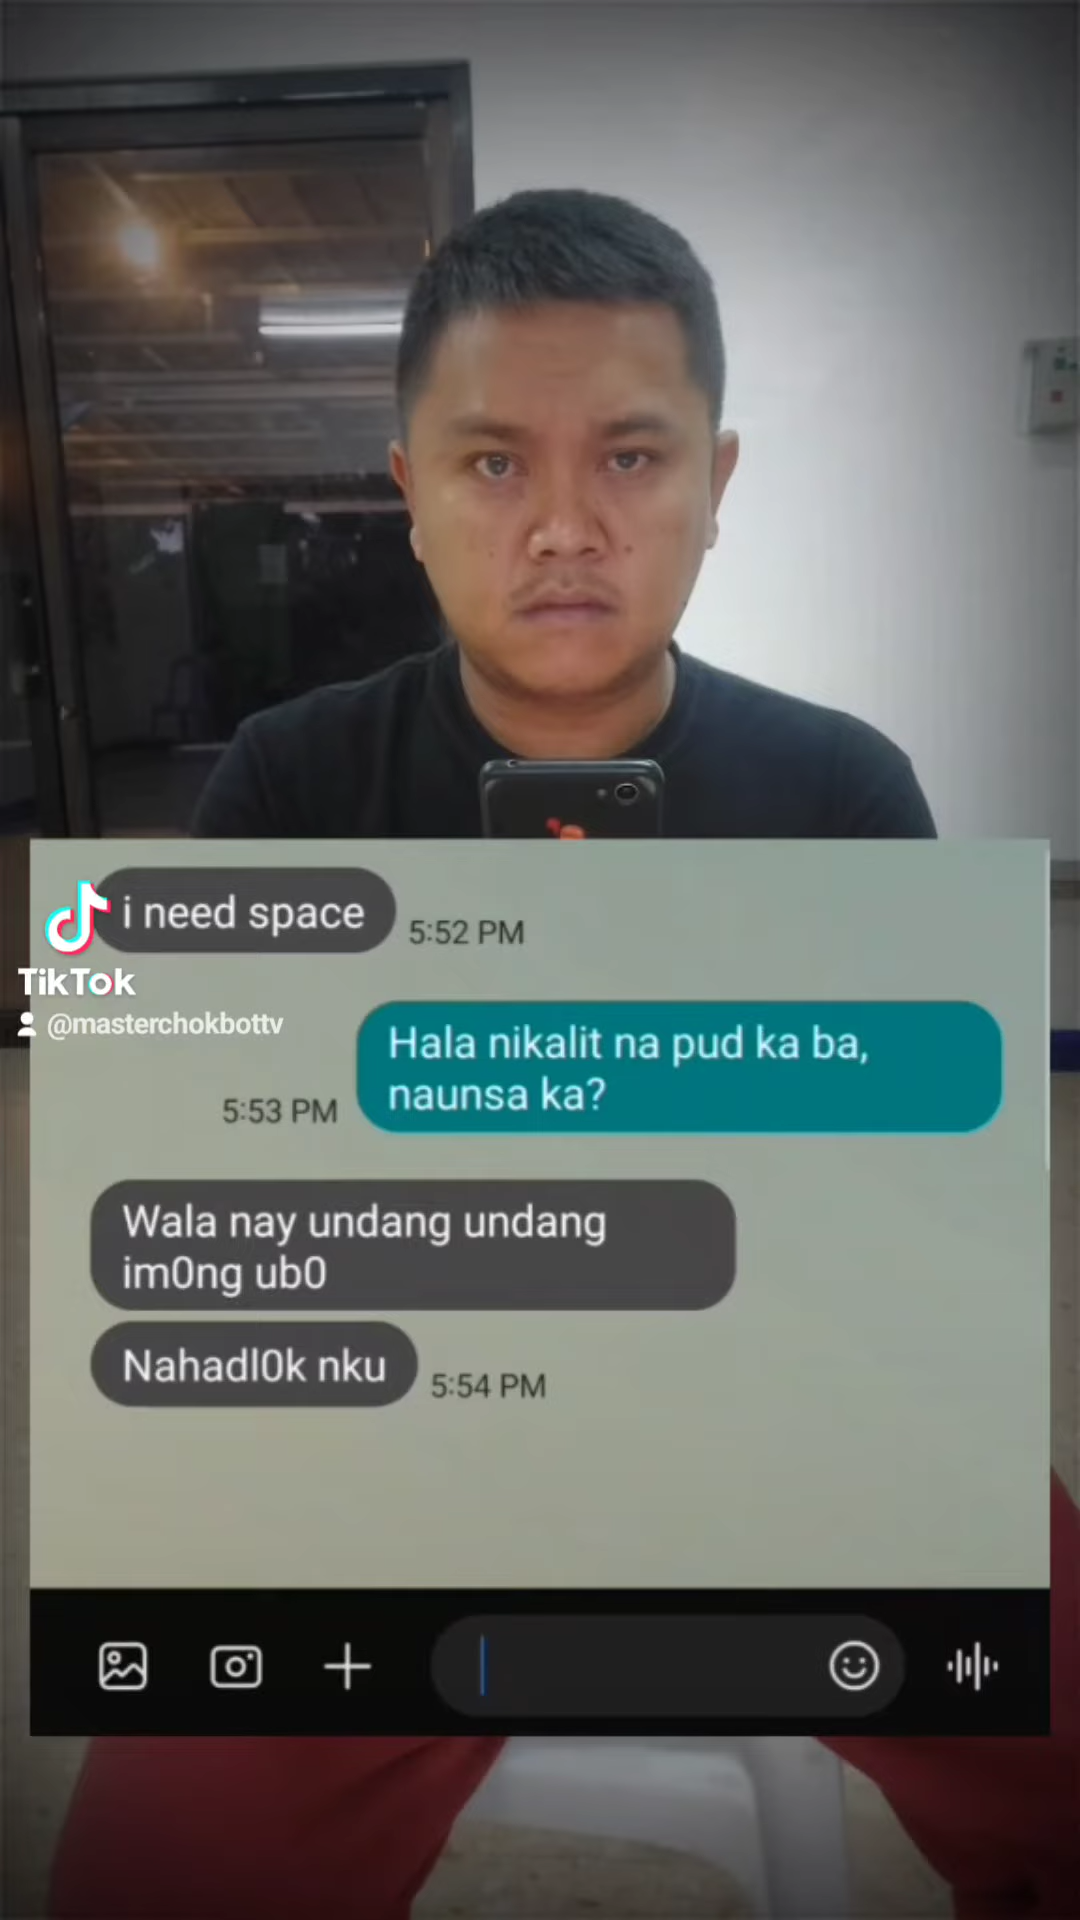 i need space
5:52 PM
TikTok
@masterchokbottv
Hala nikalit na pud ka ba,
naunsa ka?
5:53 PM
Wala nay undang undang
im0ng ub0
Nahadl0k nku
5:54 PM